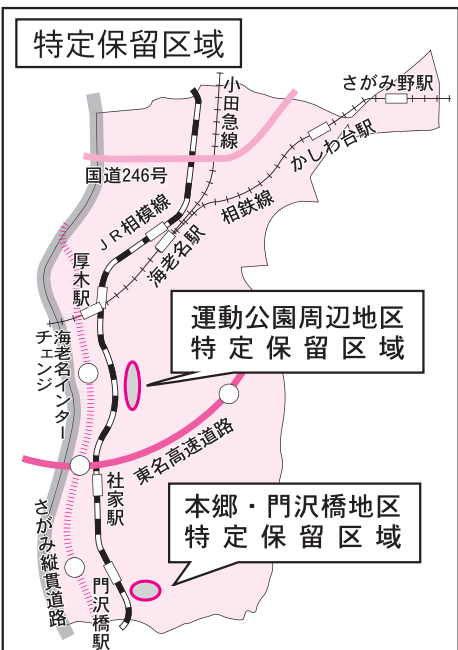 特定保留区域
さがみ野駅
小田急線
かしわ台駅
国道246号
相鉄線
JR相模線
海老名駅
厚木駅
運動公園周辺地区
特定保留区域
海老名インター
チェンジ
東名高速道路
社家駅
本郷・門沢橋地区
特定保留区域
さがみ縦貫道路
門沢橋駅